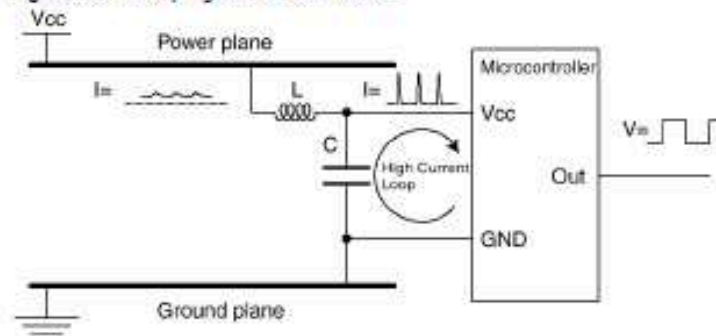 Vcc
Power plane
I=
L
I=
Microcontroller
Vcc
V=
C
High Current
Loop
Out
GND
Ground plane